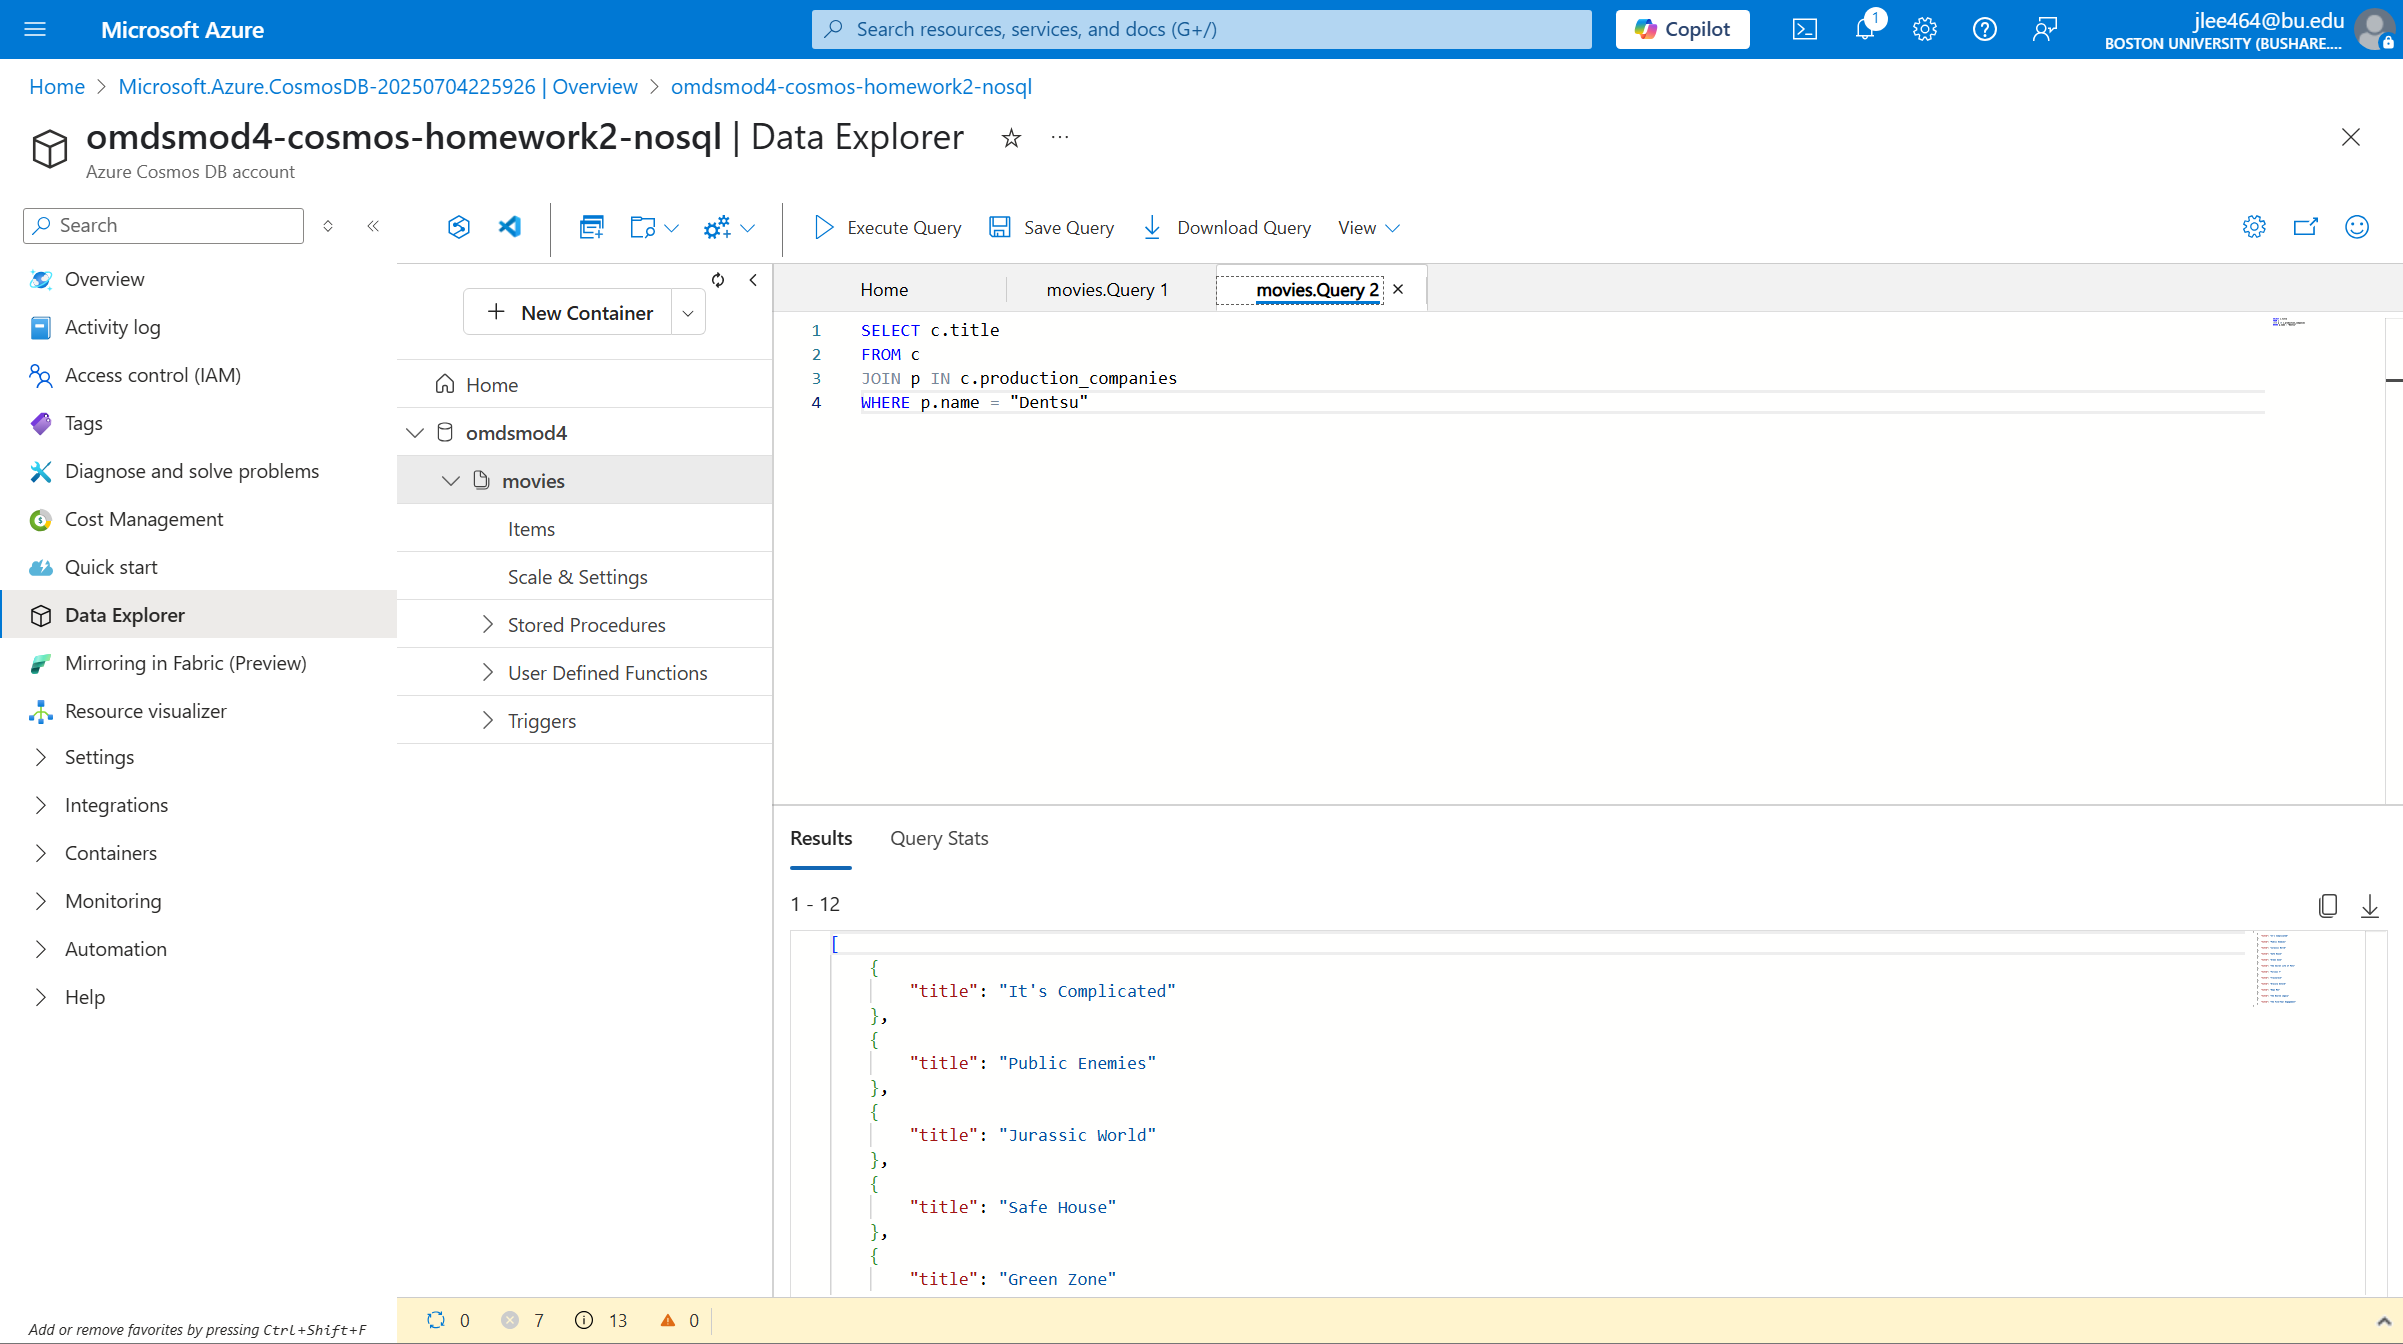 Microsoft Azure
Search resources, services, and docs (G+/)
Copilot
1
jlee464@bu.edu
BOSTON UNIVERSITY (BUSHARE....
Home > Microsoft.Azure.CosmosDB-20250704225926 | Overview > omdsmod4-cosmos-homework2-nosql
omdsmod4-cosmos-homework2-nosql | Data Explorer
Azure Cosmos DB account
Search
Overview
Activity log
Access control (IAM)
Tags
Diagnose and solve problems
Cost Management
Quick start
Data Explorer
Mirroring in Fabric (Preview)
Resource visualizer
Settings
Integrations
Containers
Monitoring
Automation
Help
Add or remove favorites by pressing Ctrl+Shift+F
Execute Query
Save Query
Download Query
View
New Container
Home
omdsmod4
movies
Items
Scale & Settings
Stored Procedures
User Defined Functions
Triggers
Home
movies.Query 1
movies.Query 2
1 SELECT c.title
2 FROM c
3 JOIN p IN c.production_companies
4 WHERE p.name = "Dentsu"
Results
Query Stats
1 - 12
[
{
"title": "It's Complicated"
},
{
"title": "Public Enemies"
},
{
"title": "Jurassic World"
},
{
"title": "Safe House"
},
{
"title": "Green Zone"
0 7 13 0